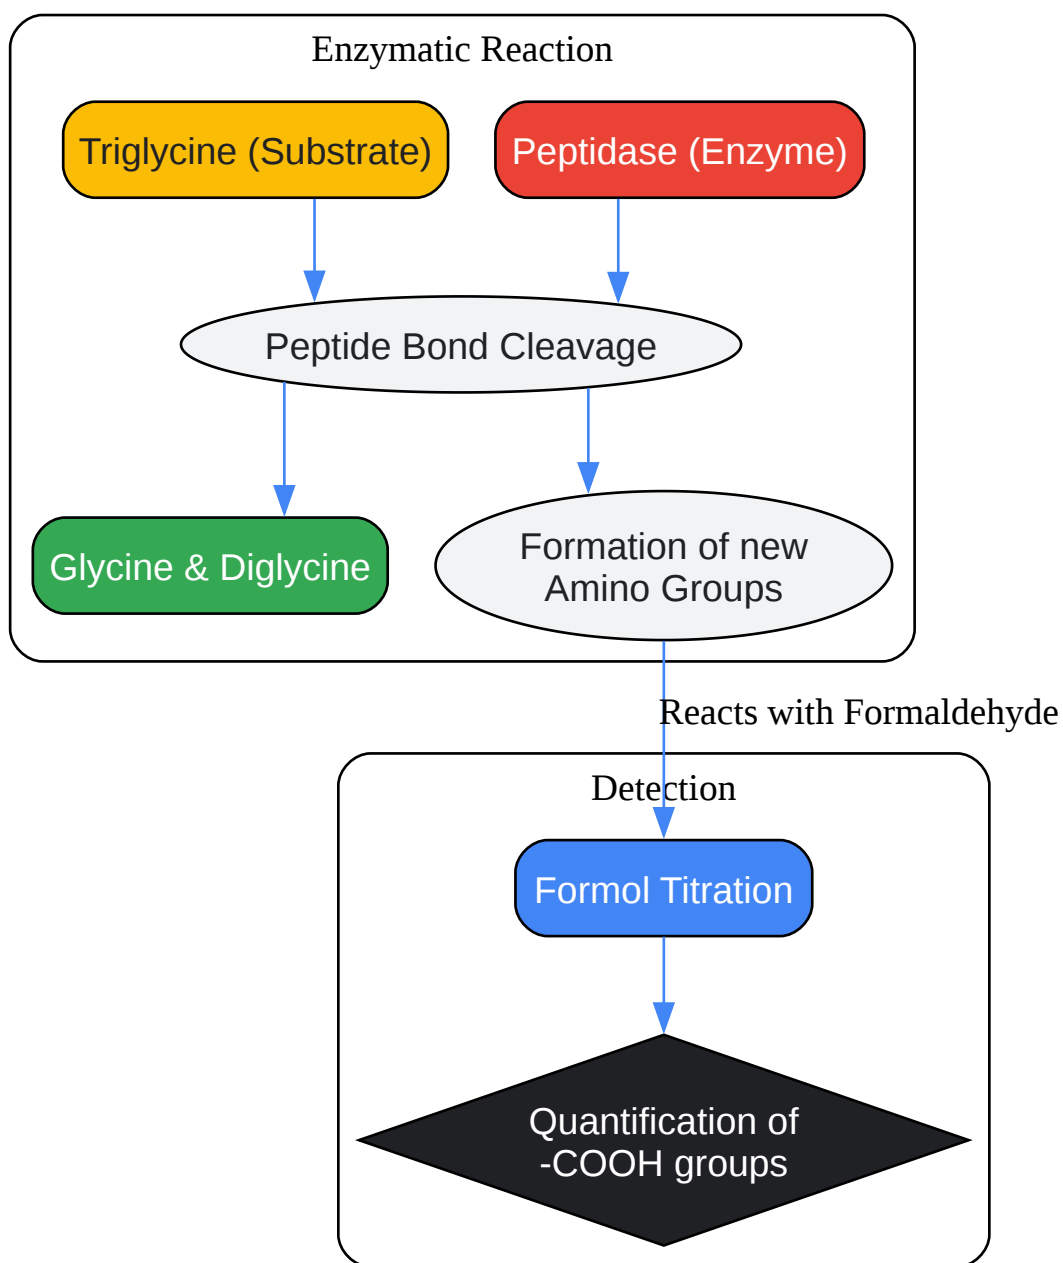 Enzymatic Reaction
Triglycine (Substrate)
Peptidase (Enzyme)
Peptide Bond Cleavage
Glycine & Diglycine
Formation of new
Amino Groups
Reacts with Formaldehyde
Detection
Formol Titration
Quantification of
-COOH groups